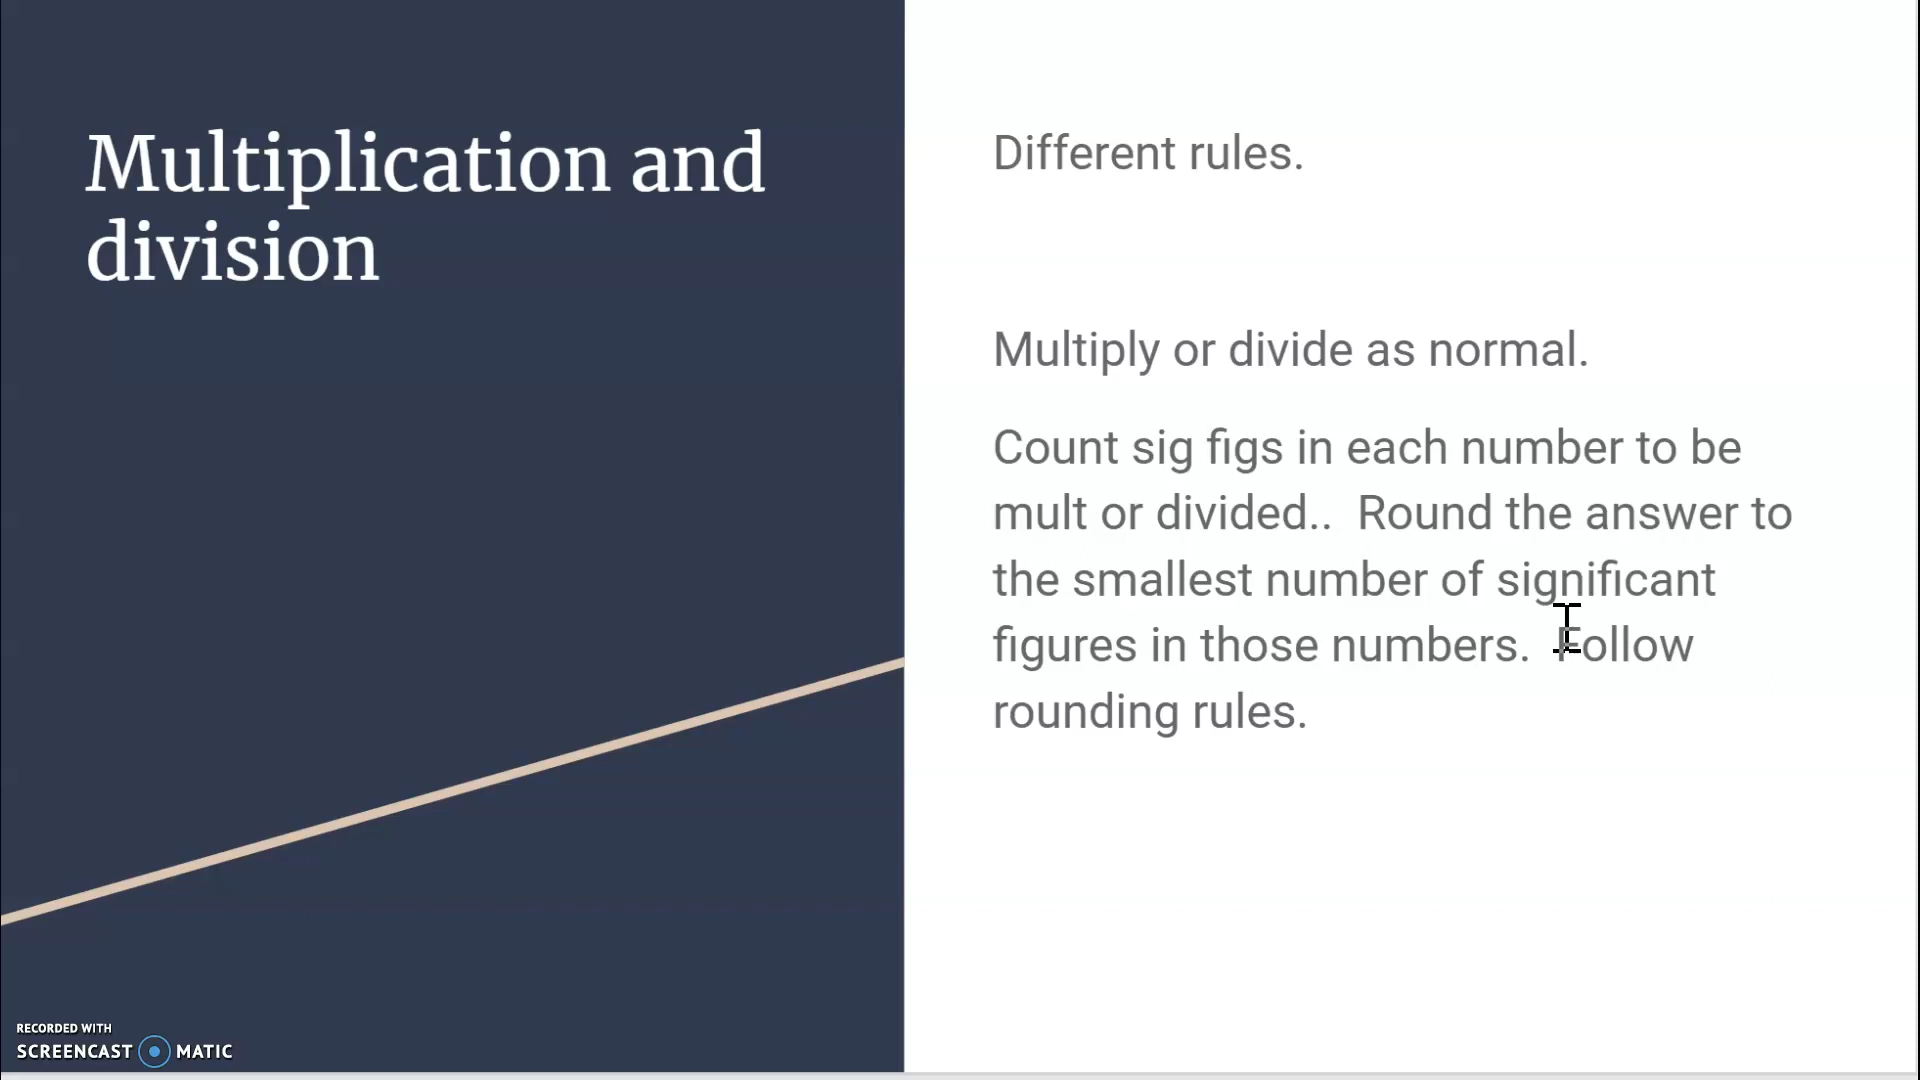 Multiplication and
division
Different rules.
Multiply or divide as normal.
Count sig figs in each number to be
mult or divided.. Round the answer to
the smallest number of significant
figures in those numbers. Follow
rounding rules.
RECORDED WITH
SCREENCAST MATIC